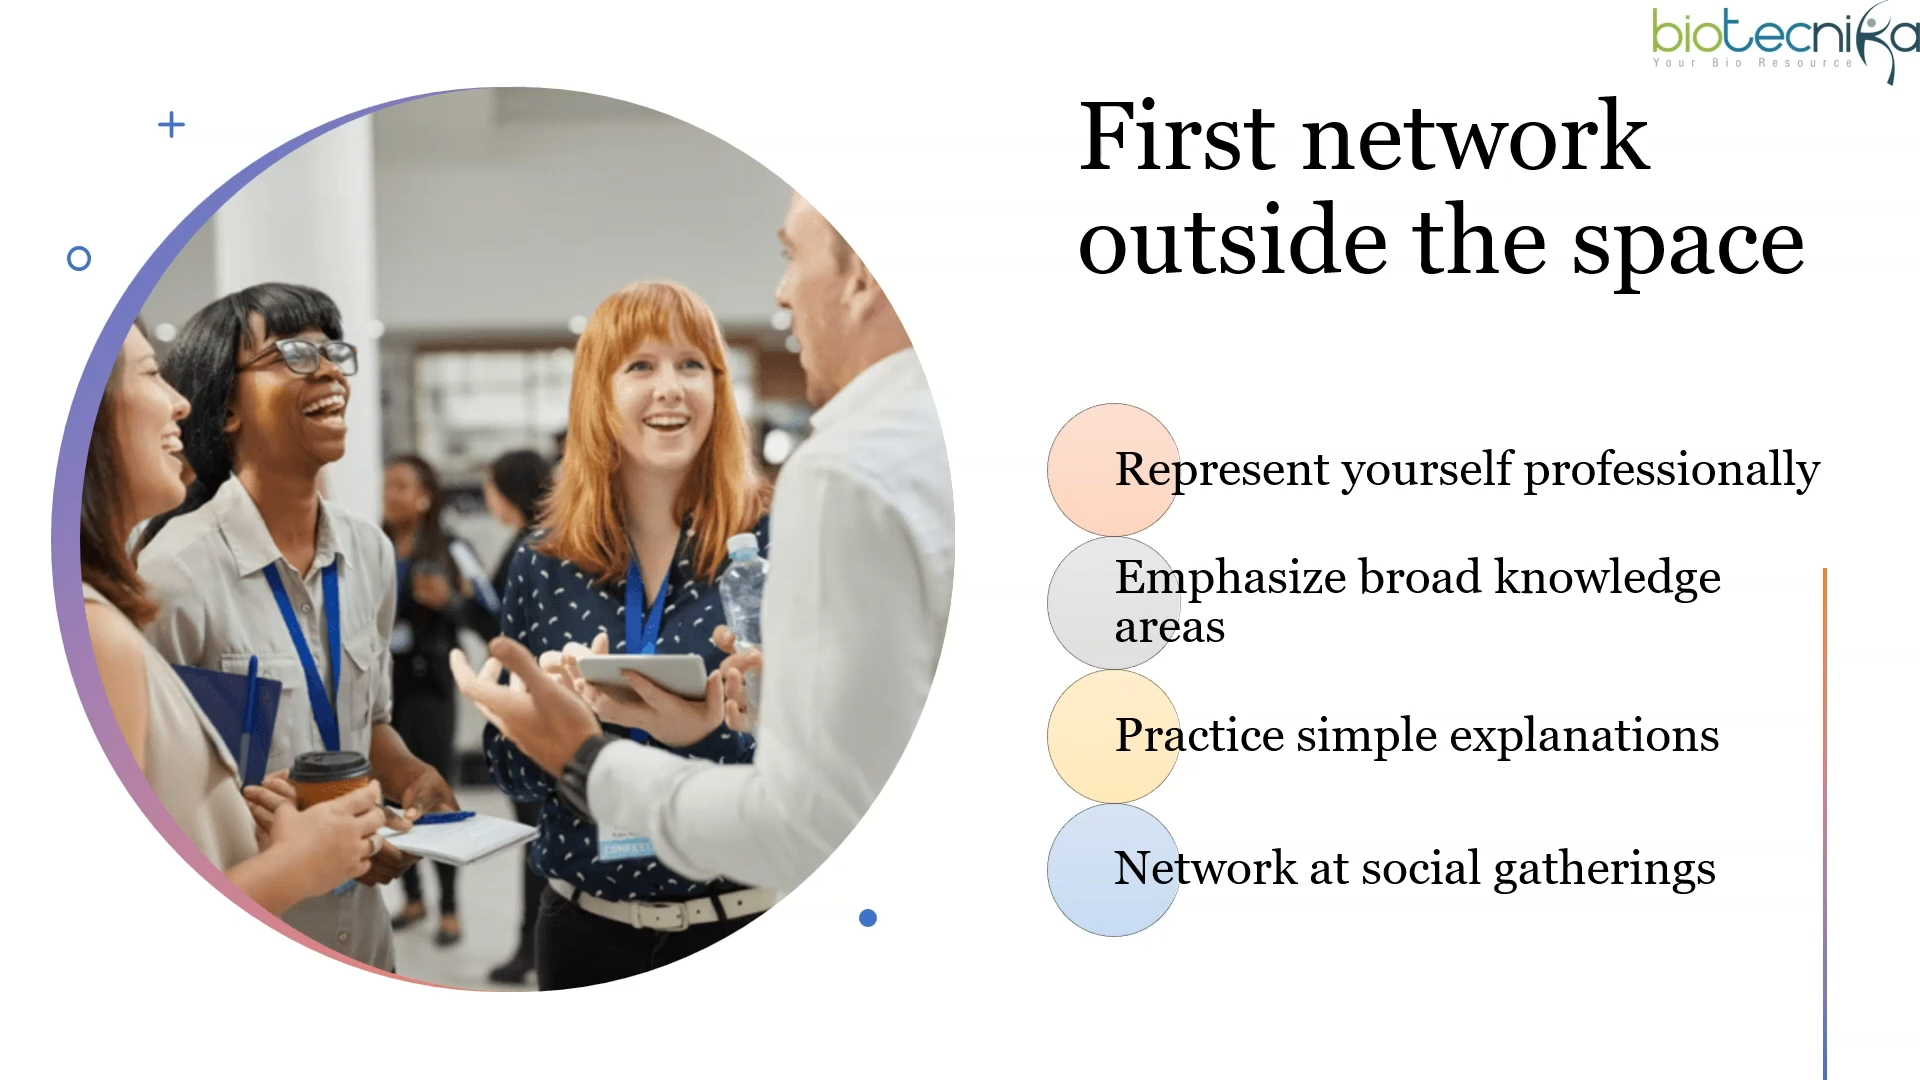 biotecnika
Your Bio Resource
First network
outside the space
Represent yourself professionally
Emphasize broad knowledge
areas
Practice simple explanations
Network at social gatherings